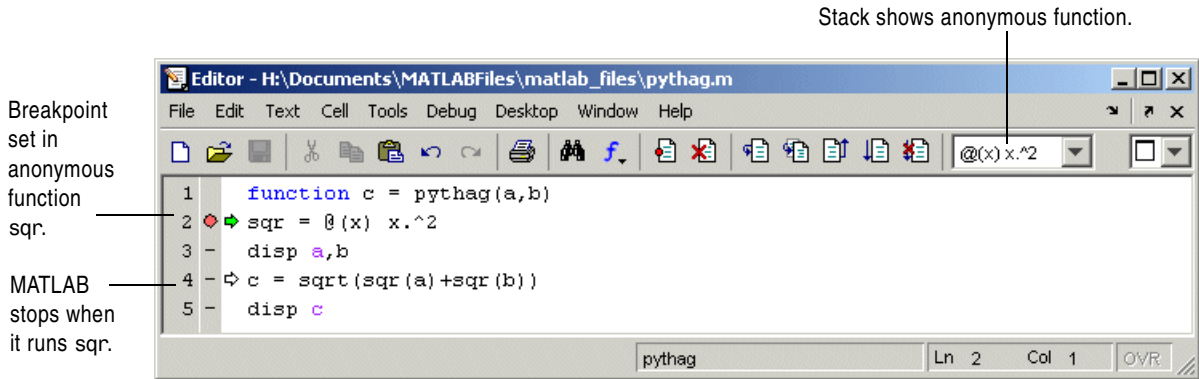 Stack shows anonymous function.
Editor - H:\Documents\MATLABFiles\matlab_files\pythag.m
File Edit Text Cell Tools Debug Desktop Window Help
@(x) x.^2
Breakpoint
set in
anonymous
function
sqr.
MATLAB
stops when
it runs sqr.
1 function c = pythag(a,b)
2 sqr = @(x) x.^2
3 - disp a,b
4 - c = sqrt(sqr(a)+sqr(b))
5 - disp c
pythag Ln 2 Col 1 OVR